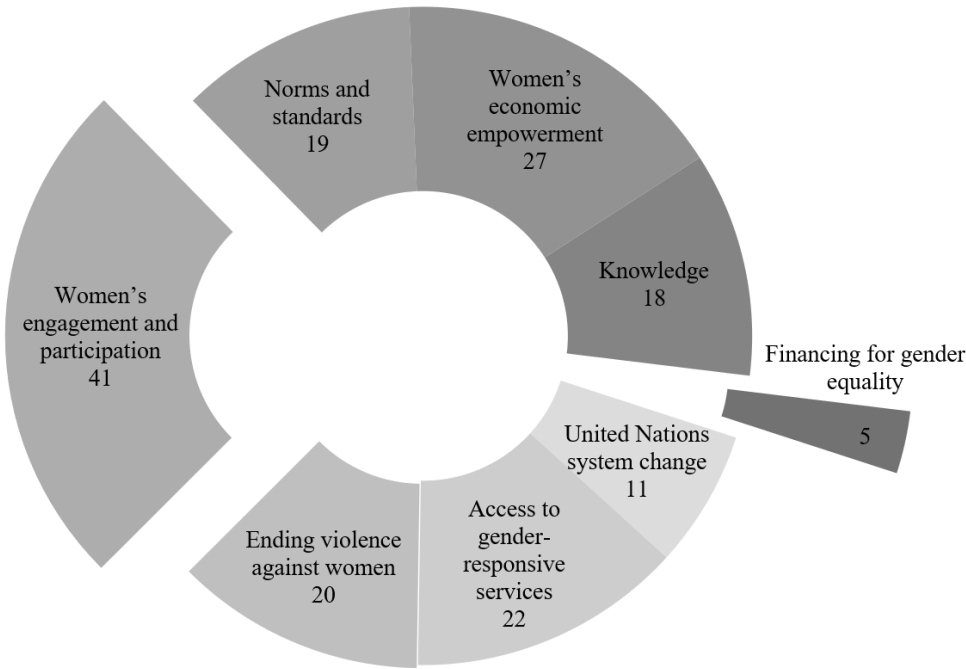 Norms and
standards
19
Women’s
economic
empowerment
27
Knowledge
18
Financing for gender
equality
5
United Nations
system change
11
Access to
gender-
responsive
services
22
Ending violence
against women
20
Women’s
engagement and
participation
41